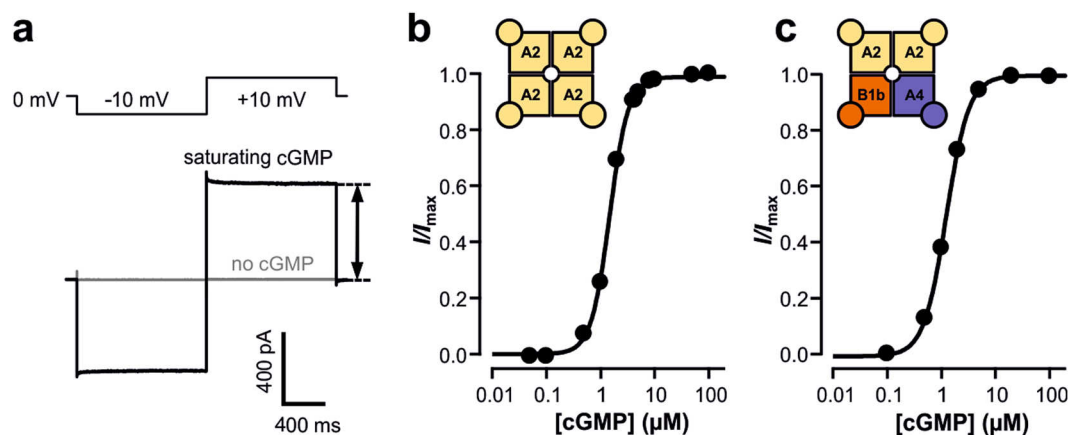 a
0 mV
-10 mV
+10 mV
saturating cGMP
no cGMP
400 pA
400 ms
b
A2 A2
A2 A2
I/Imax
1.0
0.8
0.6
0.4
0.2
0.0
0.01 0.1 1 10 100
[cGMP] (µM)
c
A2 A2
B1b A4
I/Imax
1.0
0.8
0.6
0.4
0.2
0.0
0.01 0.1 1 10 100
[cGMP] (µM)